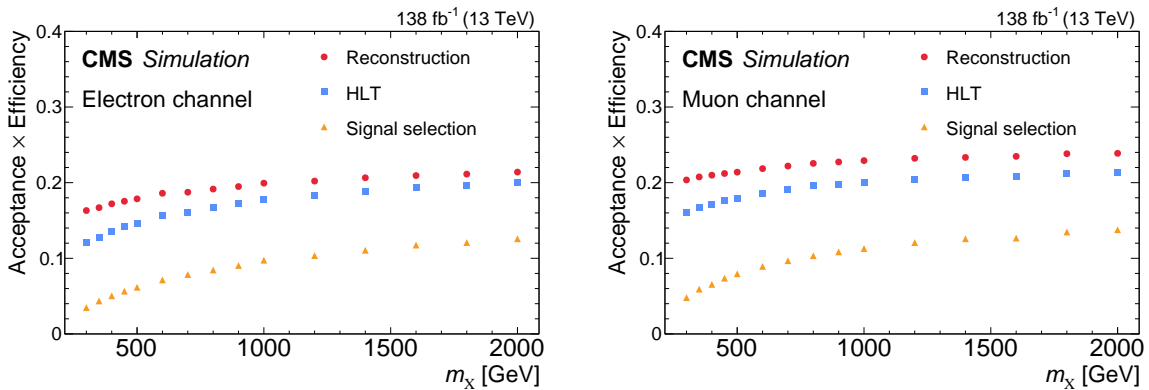 138 fb⁻¹ (13 TeV)
CMS Simulation
Electron channel
Reconstruction
HLT
Signal selection
Acceptance × Efficiency
0.4
0.3
0.2
0.1
0
500
1000
1500
2000
m_X [GeV]
138 fb⁻¹ (13 TeV)
CMS Simulation
Muon channel
Reconstruction
HLT
Signal selection
Acceptance × Efficiency
0.4
0.3
0.2
0.1
0
500
1000
1500
2000
m_X [GeV]